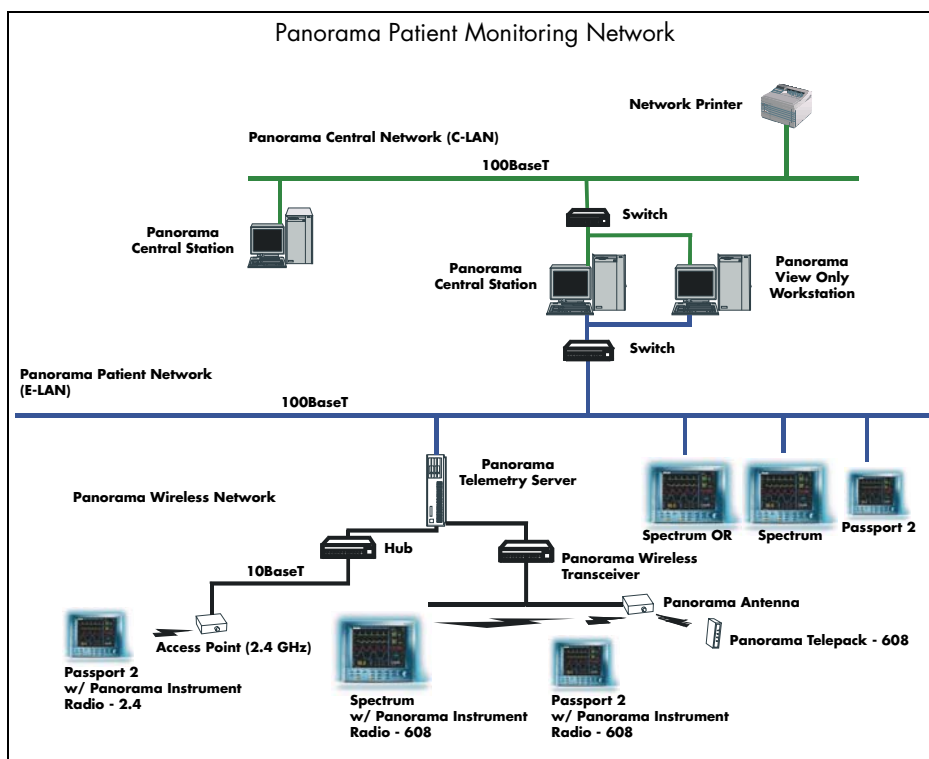 Panorama Patient Monitoring Network
Network Printer
Panorama Central Network (C-LAN)
100BaseT
Switch
Panorama
Central Station
Panorama
Central Station
Panorama
View Only
Workstation
Switch
Panorama Patient Network
(E-LAN)
100BaseT
Panorama
Telemetry Server
Panorama Wireless Network
Spectrum OR
Spectrum
Passport 2
Hub
Panorama Wireless
Transceiver
10BaseT
Panorama Antenna
Access Point (2.4 GHz)
Panorama Telepack - 608
Passport 2
w/ Panorama Instrument
Radio - 2.4
Spectrum
w/ Panorama Instrument
Radio - 608
Passport 2
w/ Panorama Instrument
Radio - 608